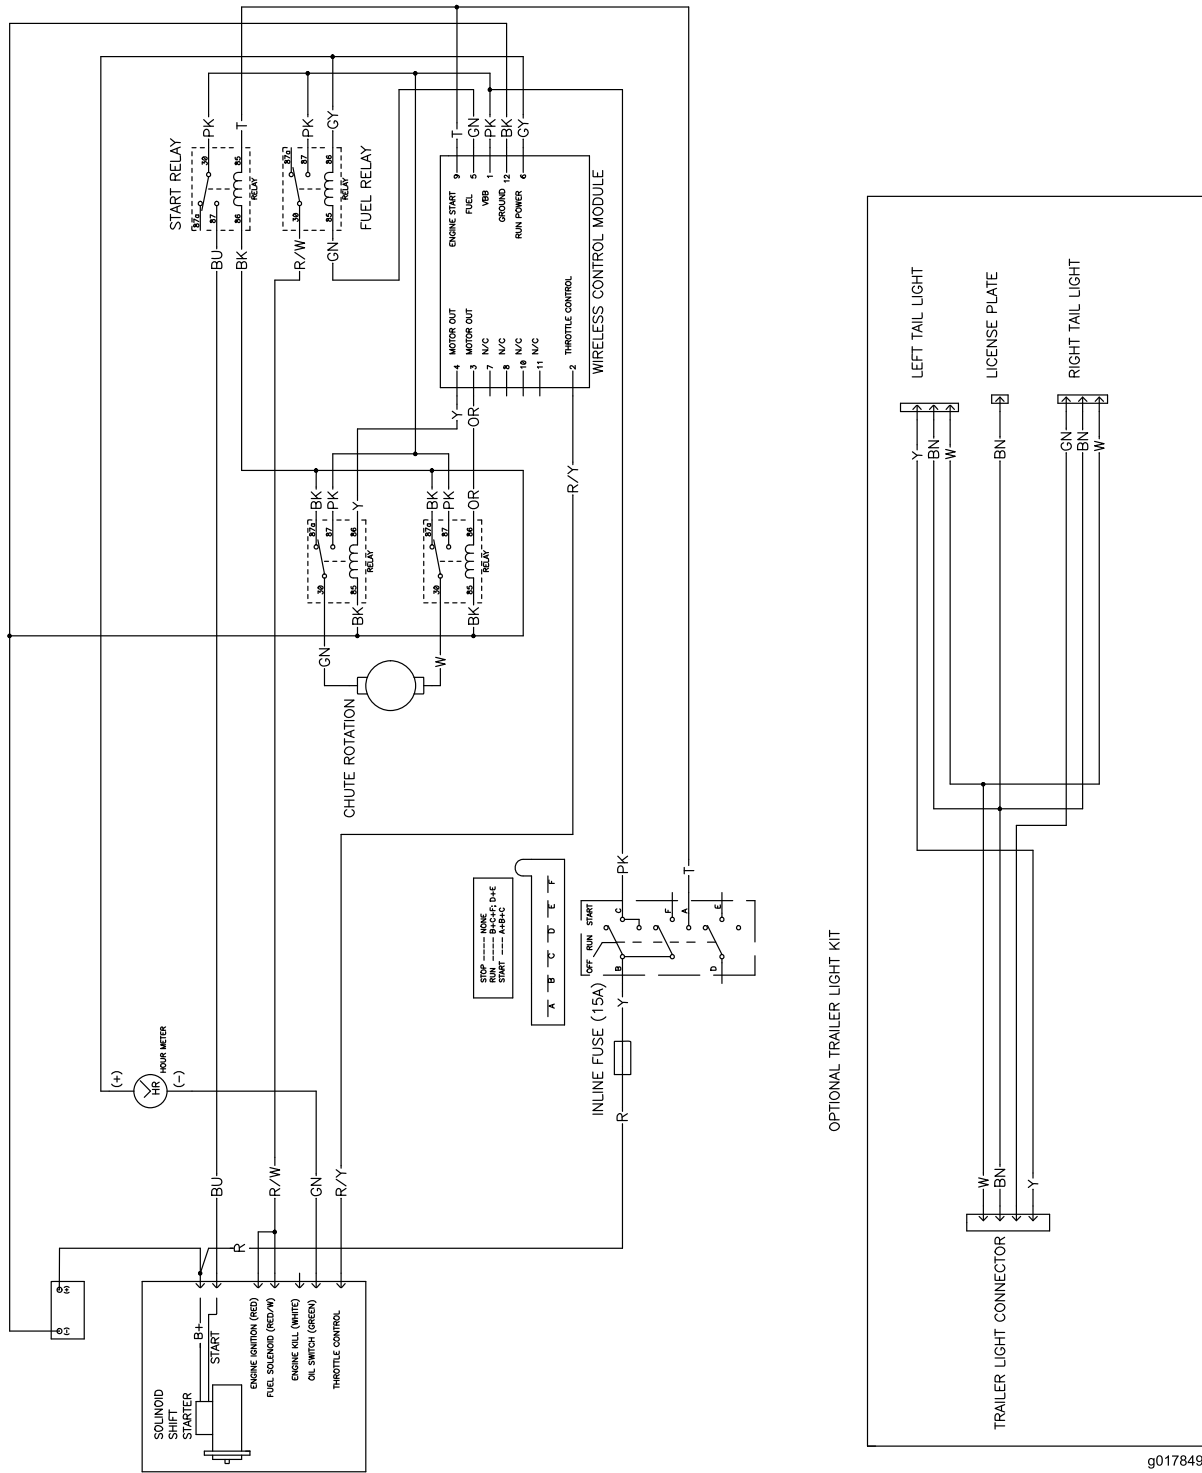 START RELAY
PK
T
30
85
87a
87
86
RELAY
BU
BK
FUEL RELAY
PK
GY
87a
87
86
30
85
RELAY
R/W
GN
T
GN
PK
BK
GY
9
5
1
12
6
ENGINE START
FUEL
VBB
GROUND
RUN POWER
WIRELESS CONTROL MODULE
MOTOR OUT
MOTOR OUT
N/C
N/C
N/C
N/C
THROTTLE CONTROL
4
3
7
8
10
11
2
Y
OR
R/Y
BK
PK
Y
87a
87
86
30
85
RELAY
BK
GN
BK
PK
OR
87a
87
86
30
85
RELAY
BK
W
CHUTE ROTATION
PK
T
STOP ---- NONE
RUN ---- B+C+F; D+E
START ---- A+B+C
A B C D E F
OFF RUN START
C
F
A
E
B
D
Y
INLINE FUSE (15A)
R
(+)
HR
HOUR METER
(-)
BU
R/W
GN
R/Y
R
(+)
(-)
B+
START
SOLINOID
SHIFT
STARTER
ENGINE IGNITION (RED)
FUEL SOLENOID (RED/W)
ENGINE KILL (WHITE)
OIL SWITCH (GREEN)
THROTTLE CONTROL
OPTIONAL TRAILER LIGHT KIT
LEFT TAIL LIGHT
LICENSE PLATE
RIGHT TAIL LIGHT
Y
BN
W
BN
GN
BN
W
W
BN
Y
TRAILER LIGHT CONNECTOR
g017849